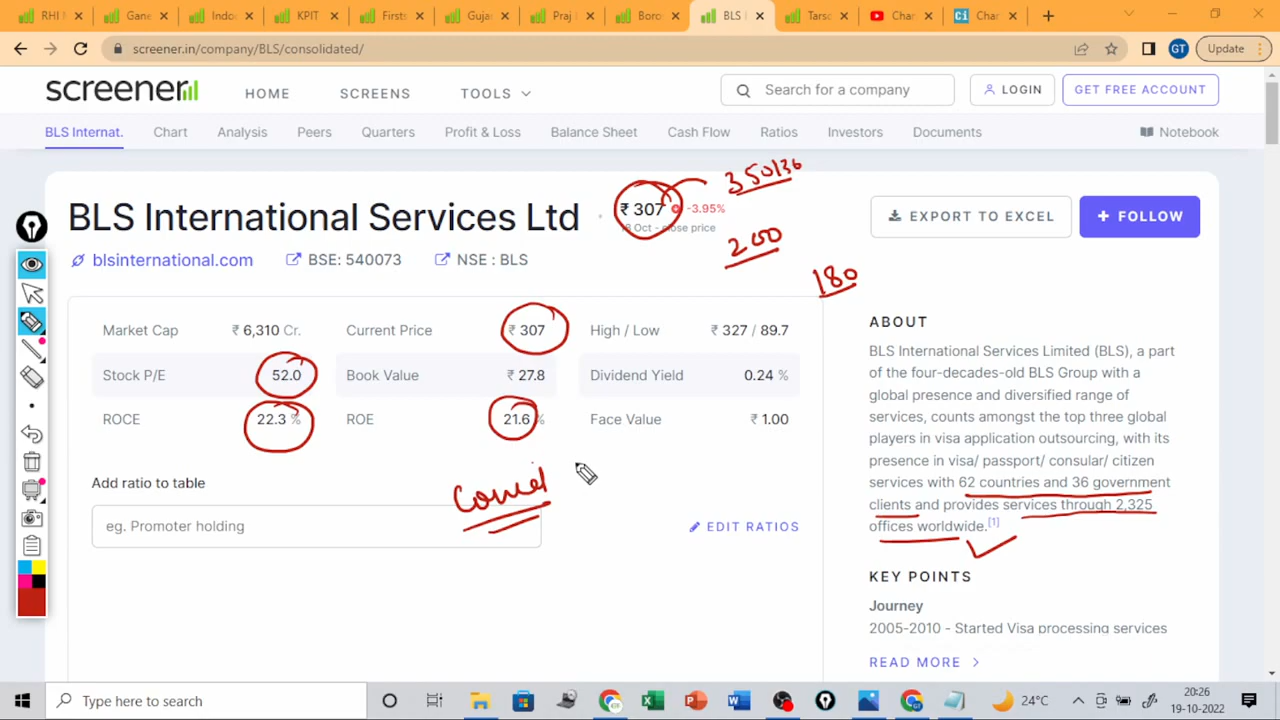 RHI M
Gane
Indo
KPIT
Firsts
Gujar
Praj I
Boro
BLS I
Tarso
Char
Char
screener.in/company/BLS/consolidated/
GT
Update
screener
HOME
SCREENS
TOOLS
Search for a company
LOGIN
GET FREE ACCOUNT
BLS Internat.
Chart
Analysis
Peers
Quarters
Profit & Loss
Balance Sheet
Cash Flow
Ratios
Investors
Documents
Notebook
BLS International Services Ltd
₹ 307
-3.95%
Oct - close price
350/36
200
180
EXPORT TO EXCEL
+ FOLLOW
blsinternational.com
BSE: 540073
NSE : BLS
Market Cap ₹ 6,310 Cr.
Current Price ₹ 307
High / Low ₹ 327 / 89.7
Stock P/E 52.0
Book Value ₹ 27.8
Dividend Yield 0.24 %
ROCE 22.3 %
ROE 21.6 %
Face Value ₹ 1.00
Add ratio to table
eg. Promoter holding
EDIT RATIOS
ABOUT
BLS International Services Limited (BLS), a part
of the four-decades-old BLS Group with a
global presence and diversified range of
services, counts amongst the top three global
players in visa application outsourcing, with its
presence in visa/ passport/ consular/ citizen
services with 62 countries and 36 government
clients and provides services through 2,325
offices worldwide.[1]
KEY POINTS
Journey
2005-2010 - Started Visa processing services
READ MORE
Type here to search
24°C
20:26
19-10-2022